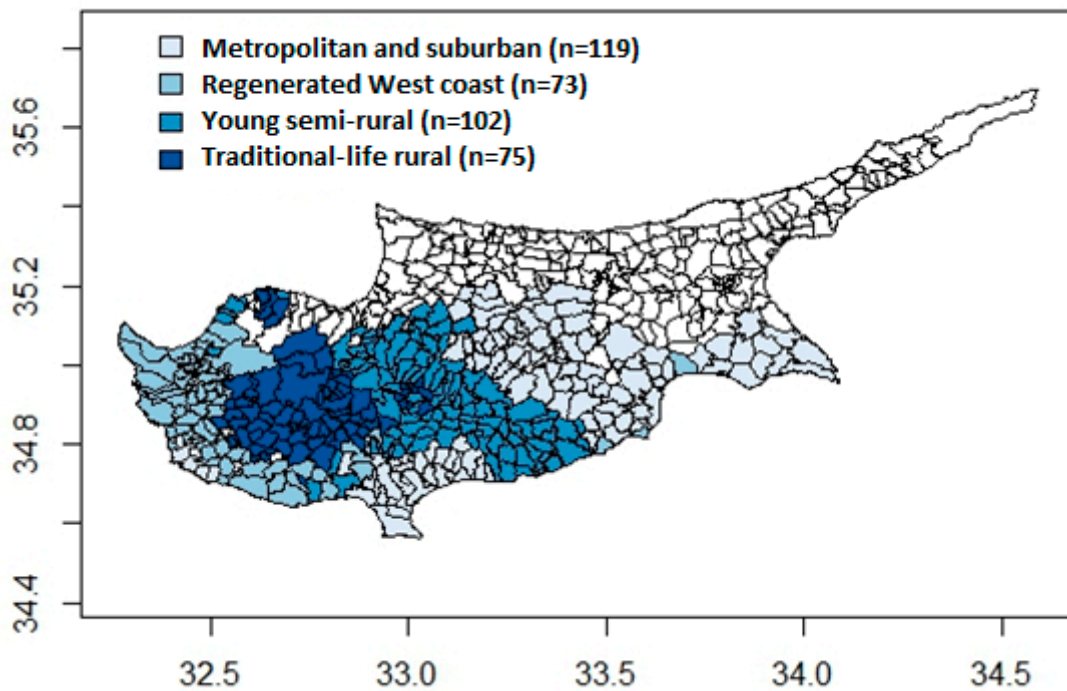 Metropolitan and suburban (n=119)
Regenerated West coast (n=73)
Young semi-rural (n=102)
Traditional-life rural (n=75)
35.6
35.2
34.8
34.4
32.5 33.0 33.5 34.0 34.5